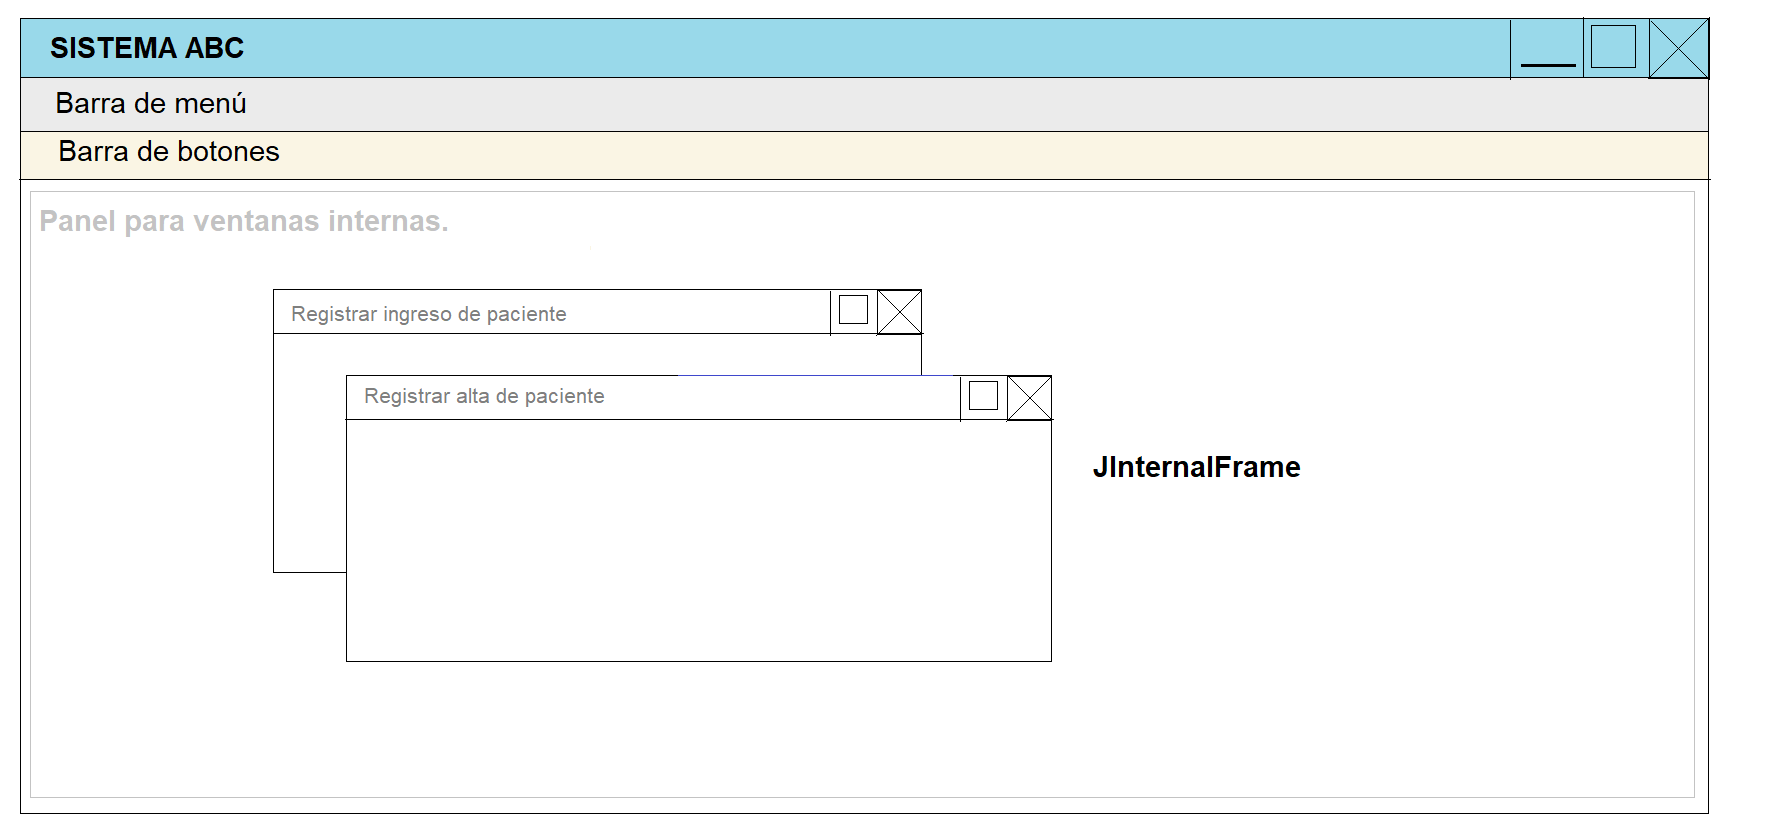 SISTEMA ABC
Barra de menú
Barra de botones
Panel para ventanas internas.
Registrar ingreso de paciente
Registrar alta de paciente
JInternalFrame